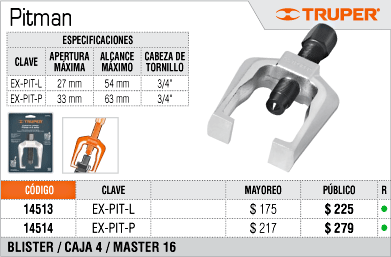 Pitman
TRUPER®
ESPECIFICACIONES
CLAVE APERTURA MÁXIMA ALCANCE MÁXIMO CABEZA DE TORNILLO
EX-PIT-L 27 mm 54 mm 3/4"
EX-PIT-P 33 mm 63 mm 3/4"
TRUPER
CÓDIGO CLAVE MAYOREO PÚBLICO R
14513 EX-PIT-L $ 175 $ 225
14514 EX-PIT-P $ 217 $ 279
BLISTER / CAJA 4 / MASTER 16